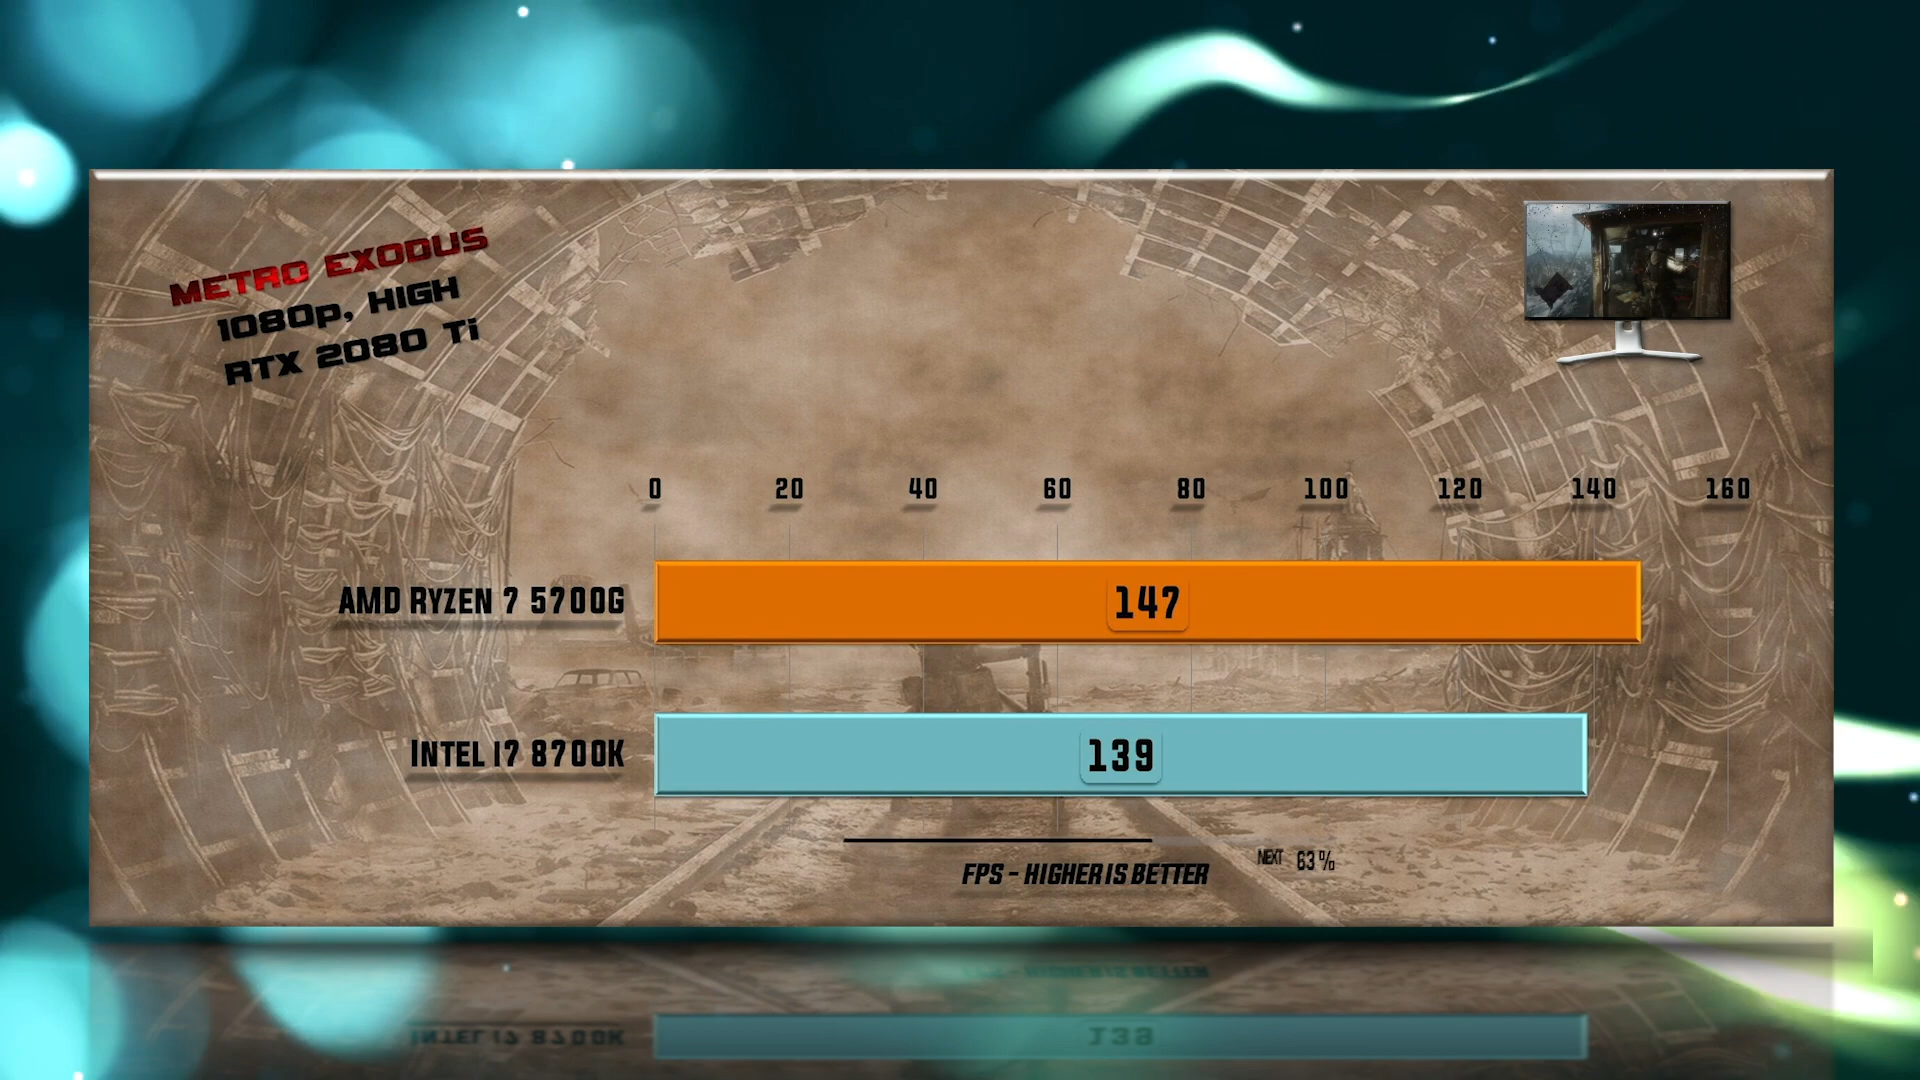 METRO EXODUS
1080p, HIGH
RTX 2080 Ti
0 20 40 60 80 100 120 140 160
AMD RYZEN 7 5700G 147
INTEL I7 8700K 139
FPS - HIGHER IS BETTER
NEXT 63%